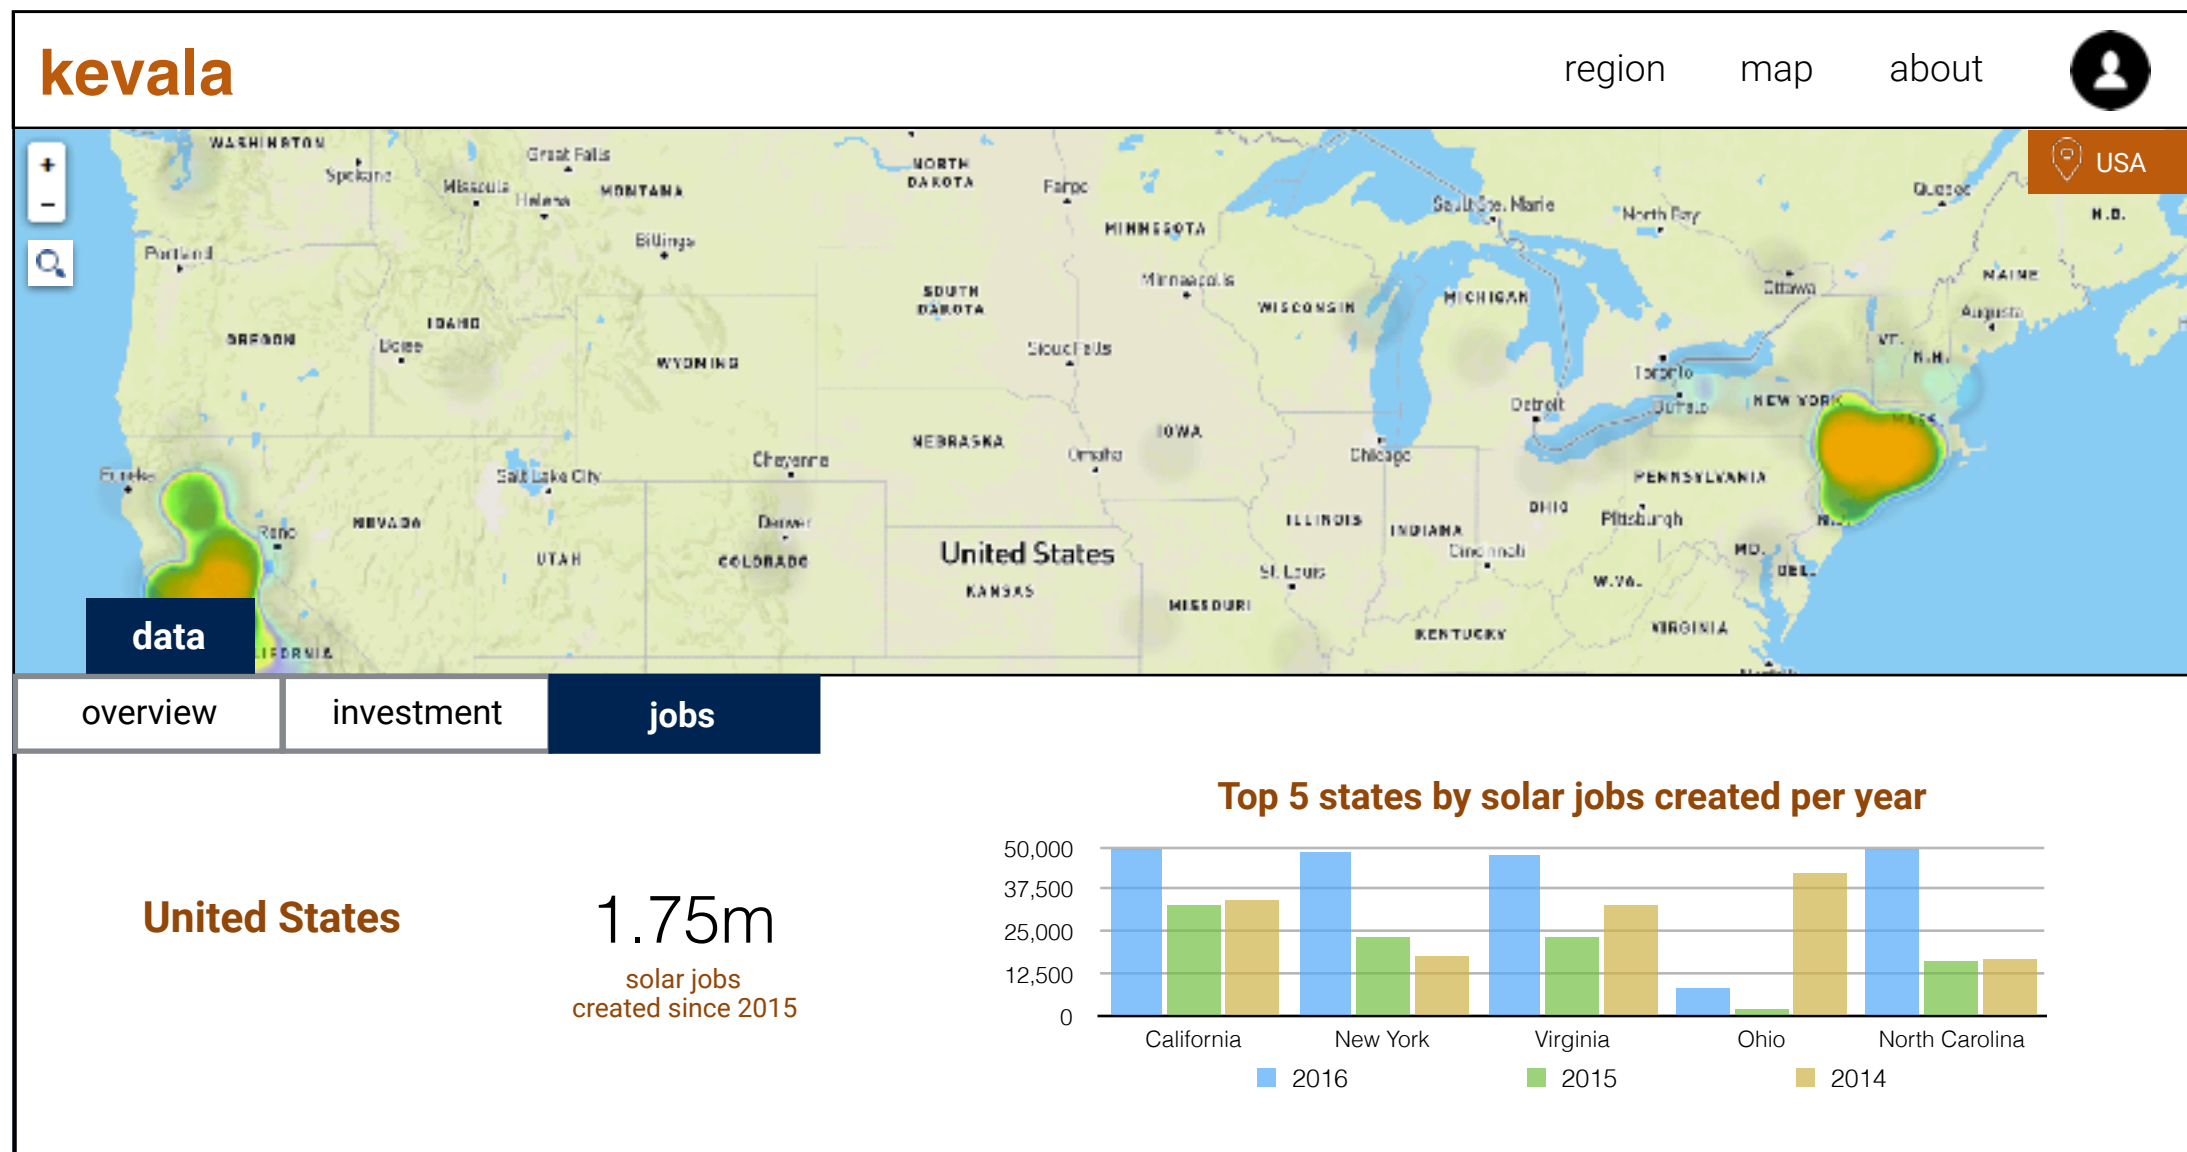 kevala
region map about
+
−
USA
WASHINGTON
Spokane
Great Falls
Missoula
Helena
MONTANA
NORTH
DAKOTA
Fargo
Sault Ste. Marie
North Bay
Quebec
N.B.
Portland
Billings
MINNESOTA
Minneapolis
SOUTH
DAKOTA
WISCONSIN
MICHIGAN
Ottawa
MAINE
Augusta
OREGON
IDAHO
Boise
WYOMING
Sioux Falls
Toronto
VT.
N.H.
Detroit
Buffalo
NEW YORK
MASS.
NEBRASKA
IOWA
Omaha
Chicago
Eureka
Salt Lake City
Cheyenne
PENNSYLVANIA
Reno
NEVADA
Denver
ILLINOIS
INDIANA
OHIO
Pittsburgh
UTAH
COLORADO
United States
KANSAS
St. Louis
Cincinnati
MD.
DEL.
W.VA.
MISSOURI
KENTUCKY
VIRGINIA
LIFORNIA
data
overview
investment
jobs
United States
1.75m
solar jobs
created since 2015
Top 5 states by solar jobs created per year
50,000
37,500
25,000
12,500
0
California New York Virginia Ohio North Carolina
2016 2015 2014